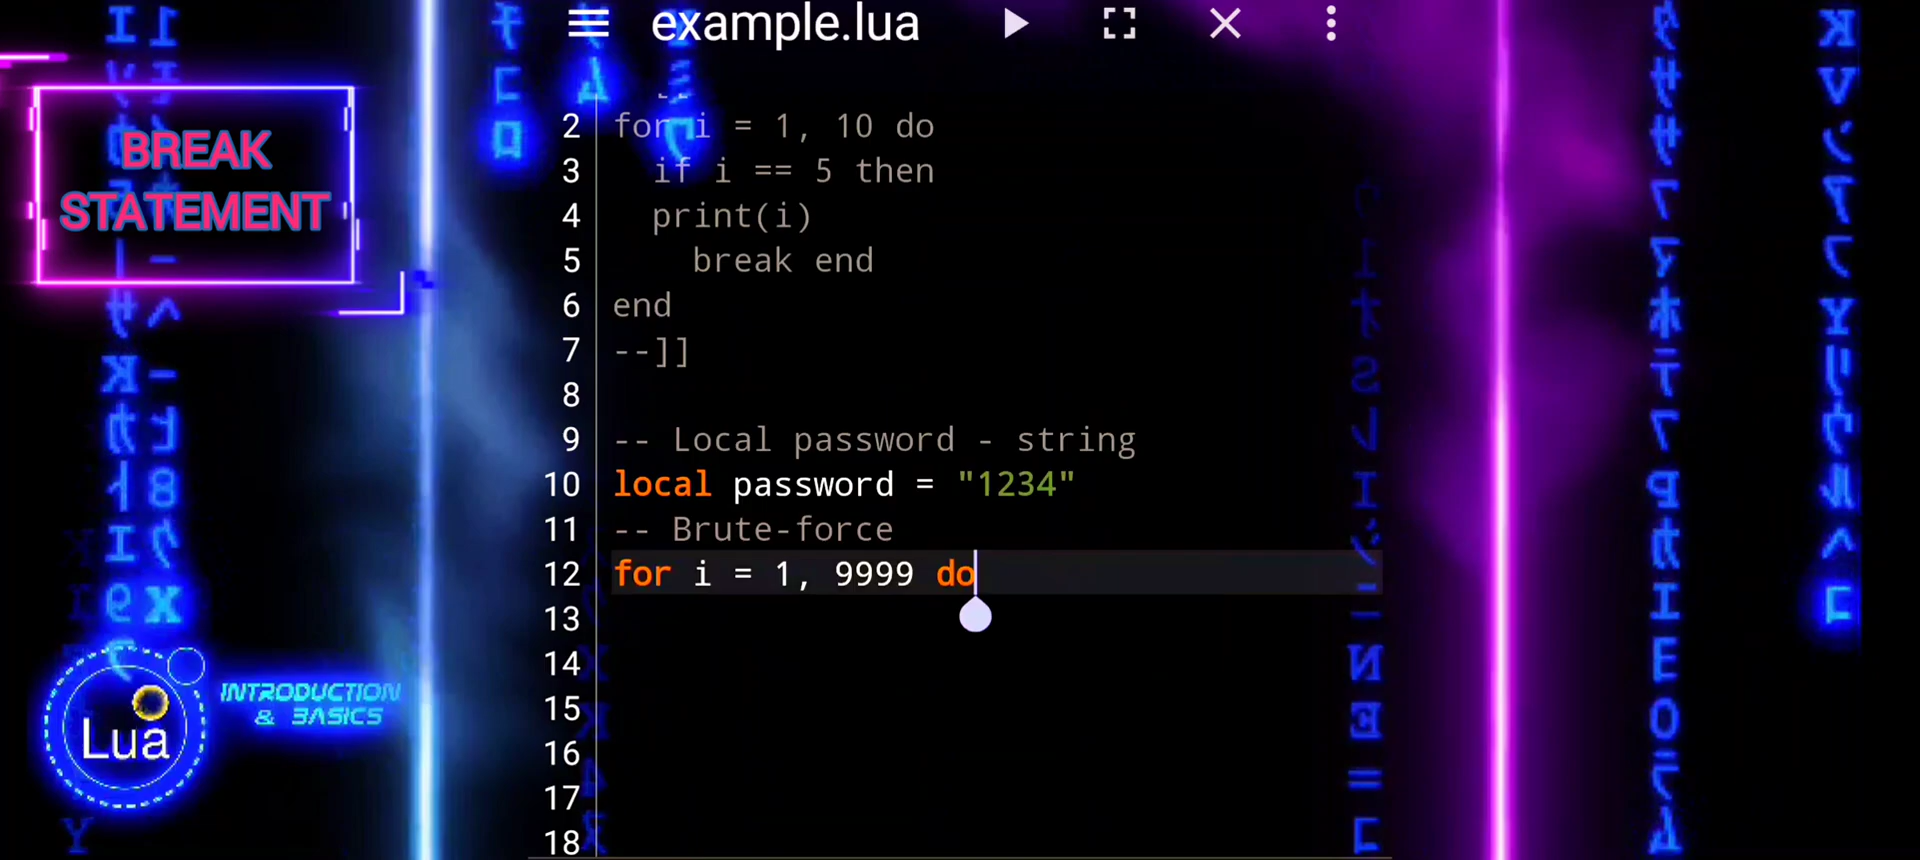 example.lua
BREAK
STATEMENT
2 for i = 1, 10 do
3 if i == 5 then
4 print(i)
5 break end
6 end
7 --]]
8
9 -- Local password - string
10 local password = "1234"
11 -- Brute-force
12 for i = 1, 9999 do
13
14
15
16
17
18
Lua
INTRODUCTION
& BASICS